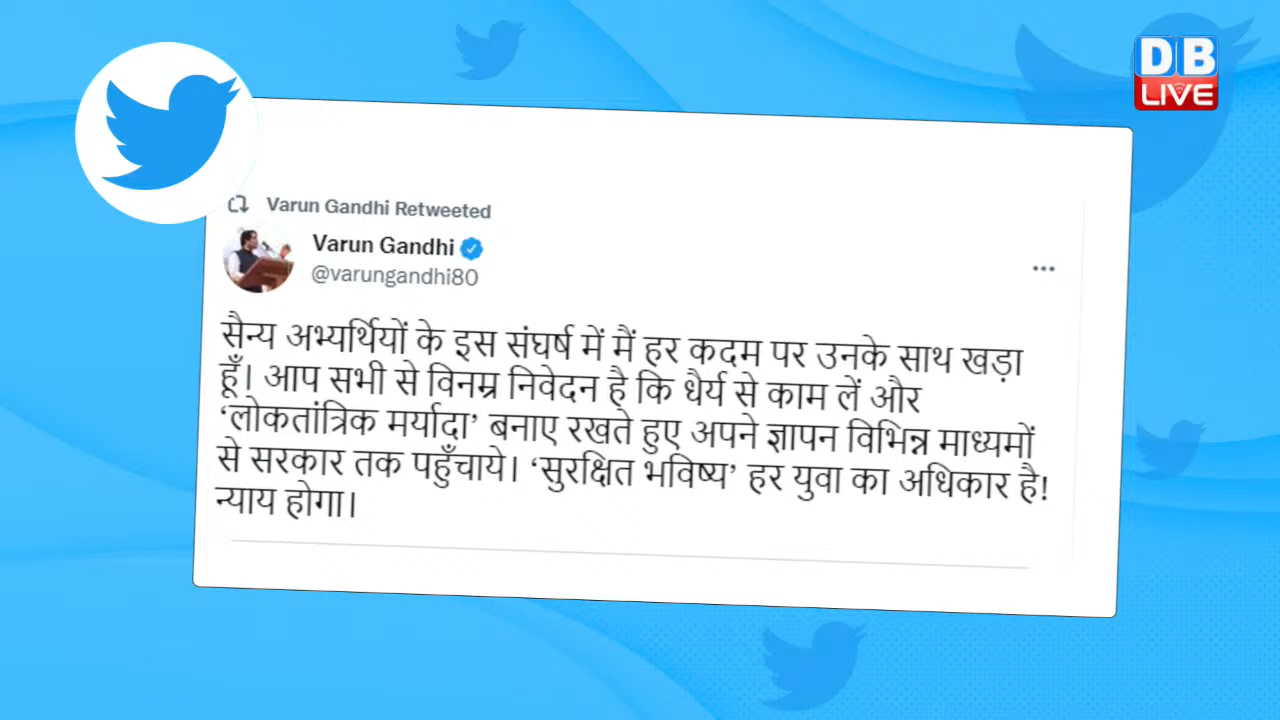 DB
LIVE
Varun Gandhi Retweeted
Varun Gandhi
@varungandhi80
सैन्य अभ्यर्थियों के इस संघर्ष में मैं हर कदम पर उनके साथ खड़ा
हूँ। आप सभी से विनम्र निवेदन है कि धैर्य से काम लें और
‘लोकतांत्रिक मर्यादा’ बनाए रखते हुए अपने ज्ञापन विभिन्न माध्यमों
से सरकार तक पहुँचाये। ‘सुरक्षित भविष्य’ हर युवा का अधिकार है!
न्याय होगा।